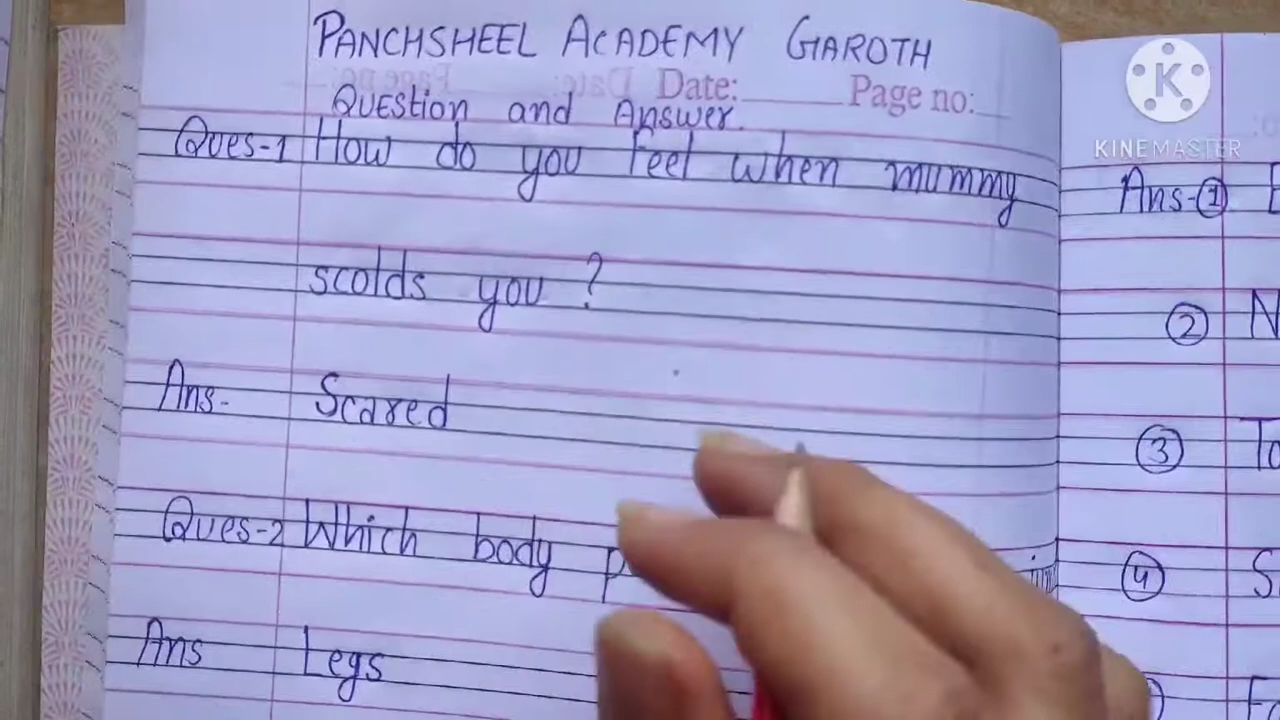 PANCHSHEEL ACADEMY GAROTH
Date: Page no:
Question and Answer.
Ques-1 How do you feel when mummy
scolds you ?
Ans- Scared
Ques-2 Which body
Ans Legs
Ans-①
②
③
④
K
KINEMASTER